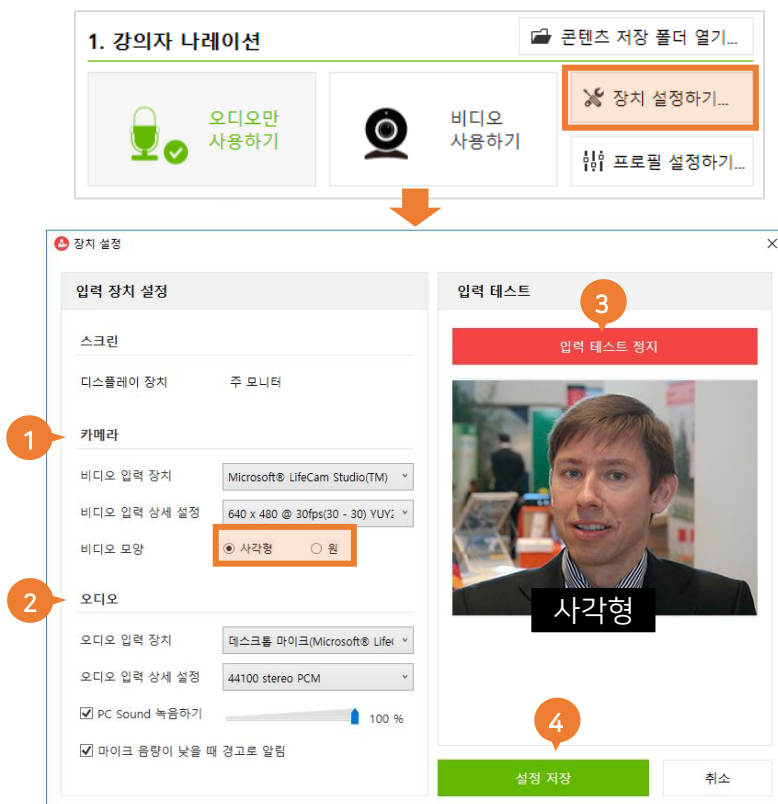 1. 강의자 나레이션
콘텐츠 저장 폴더 열기...
오디오만
사용하기
비디오
사용하기
장치 설정하기...
프로필 설정하기...
장치 설정
입력 장치 설정
스크린
디스플레이 장치 주 모니터
1
카메라
비디오 입력 장치 Microsoft® LifeCam Studio(TM)
비디오 입력 상세 설정 640 x 480 @ 30fps(30 - 30) YUY2
비디오 모양 사각형 원
2
오디오
오디오 입력 장치 데스크톱 마이크(Microsoft® Life
오디오 입력 상세 설정 44100 stereo PCM
PC Sound 녹음하기 100 %
마이크 음량이 낮을 때 경고로 알림
입력 테스트
3
입력 테스트 정지
사각형
4
설정 저장
취소